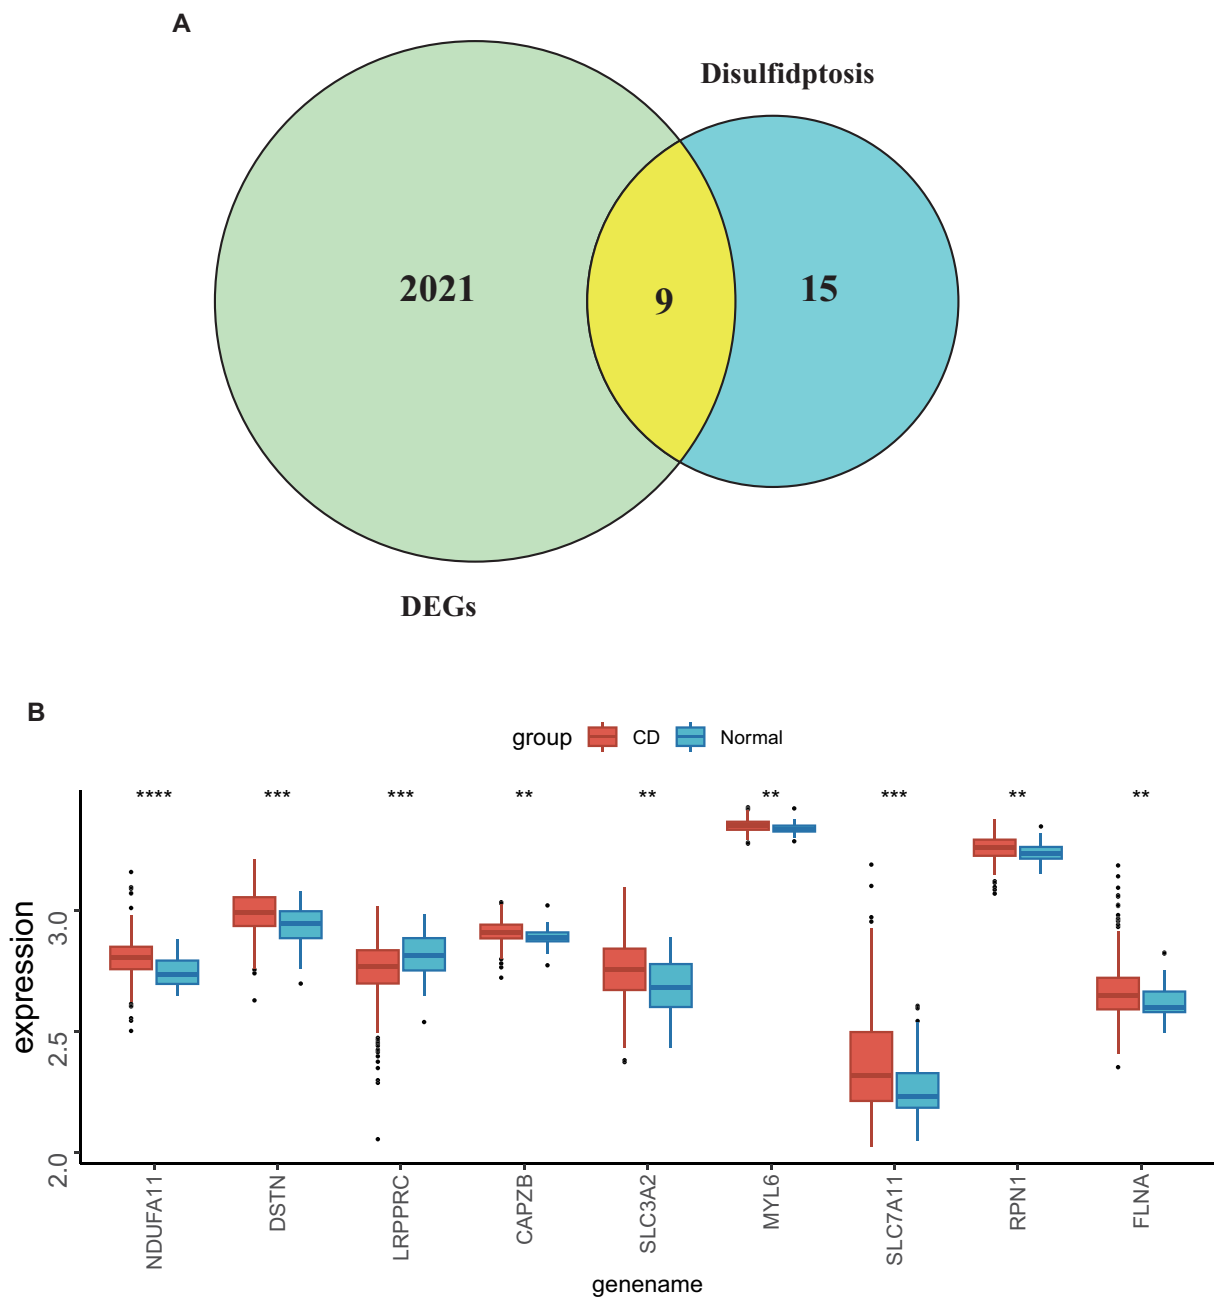 A
Disulfidptosis
2021
9
15
DEGs
B
group CD Normal
**** *** *** ** ** ** *** ** **
expression
3.0
2.5
2.0
NDUFA11
DSTN
LRPPRC
CAPZB
SLC3A2
MYL6
SLC7A11
RPN1
FLNA
genename